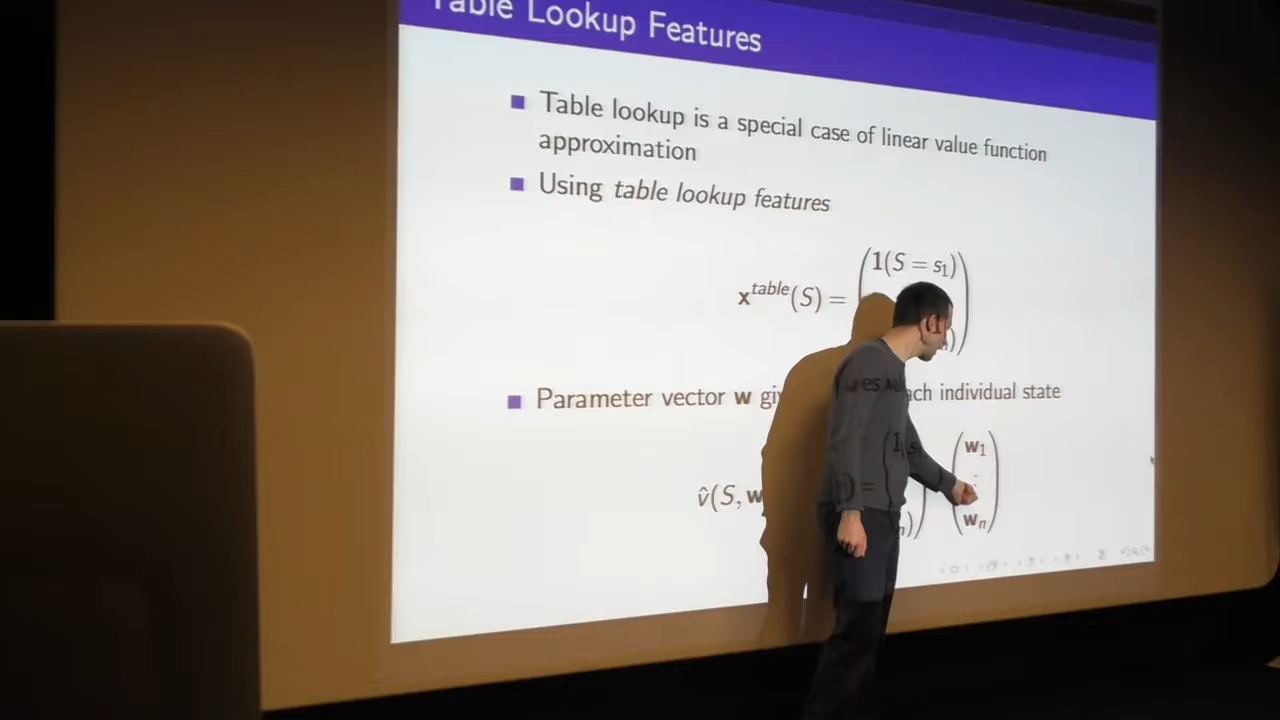 Table Lookup Features
Table lookup is a special case of linear value function
approximation
Using table lookup features
x^table(S) = (1(S = s₁)
n)
Parameter vector w gi ach individual state
v̂(S, w
w₁
n)
wₙ